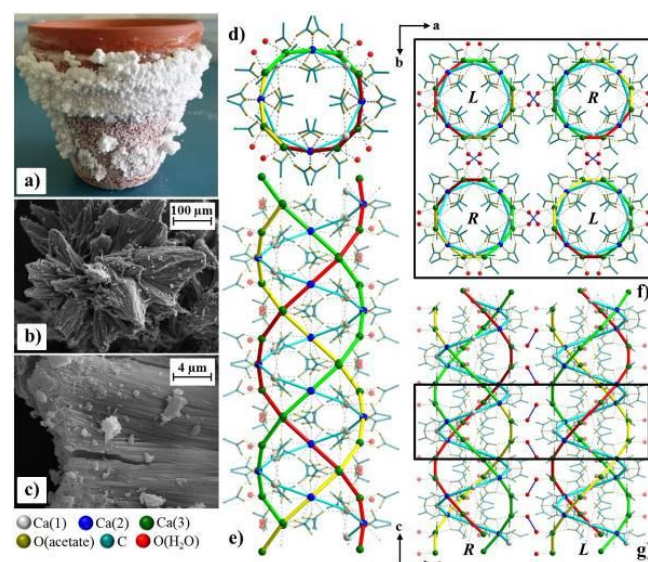 a)
100 µm
b)
4 µm
c)
Ca(1) Ca(2) Ca(3)
O(acetate) C O(H₂O)
d)
e)
a
b
L R
R L
f)
c
R L
g)